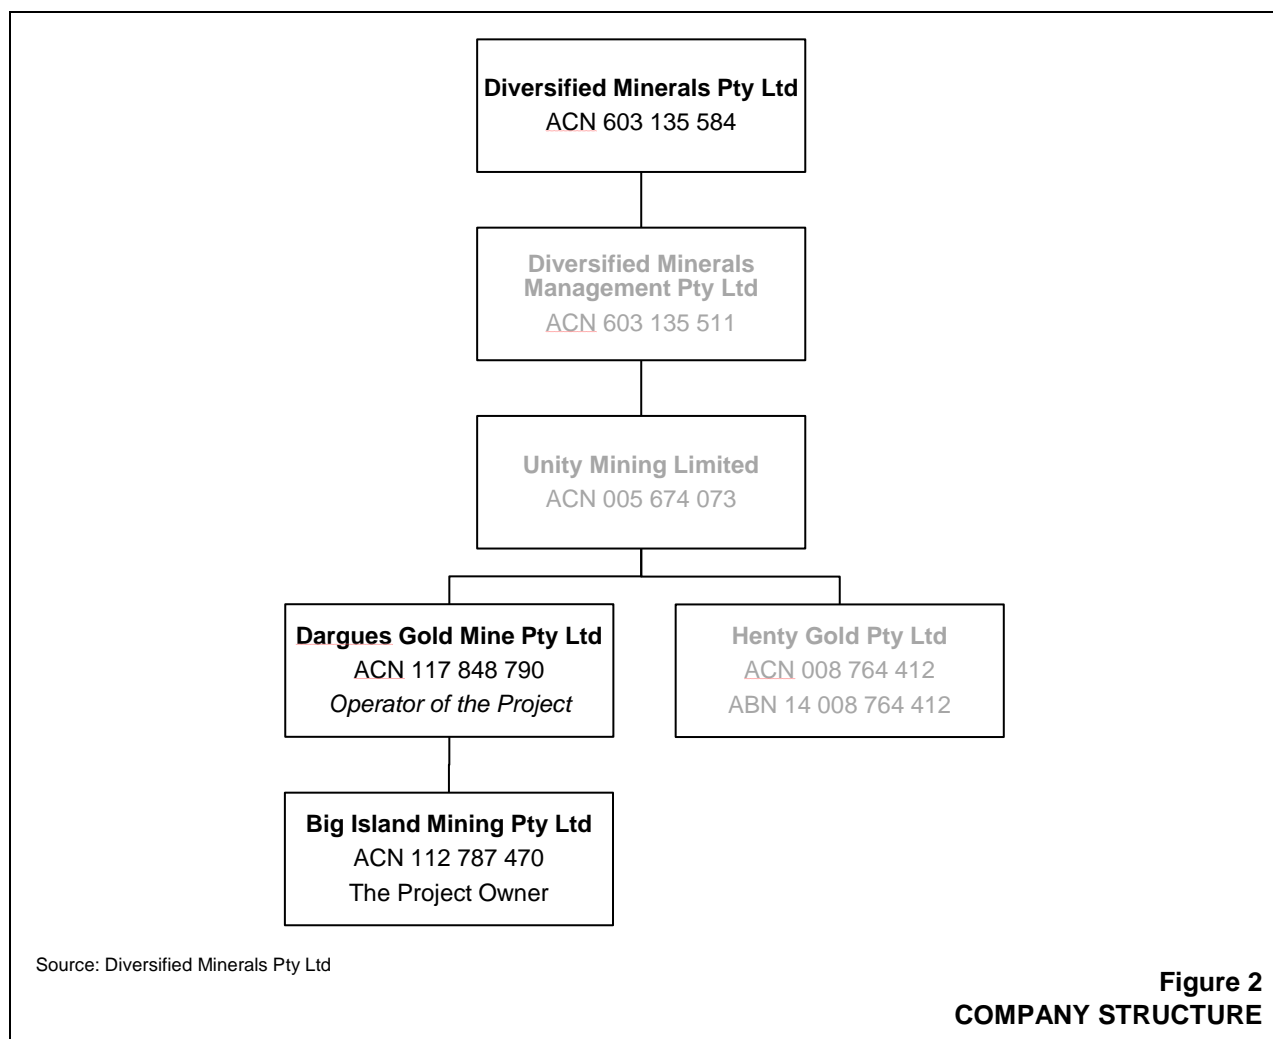 Diversified Minerals Pty Ltd
ACN 603 135 584
Diversified Minerals
Management Pty Ltd
ACN 603 135 511
Unity Mining Limited
ACN 005 674 073
Dargues Gold Mine Pty Ltd
ACN 117 848 790
Operator of the Project
Henty Gold Pty Ltd
ACN 008 764 412
ABN 14 008 764 412
Big Island Mining Pty Ltd
ACN 112 787 470
The Project Owner
Source: Diversified Minerals Pty Ltd
Figure 2
COMPANY STRUCTURE